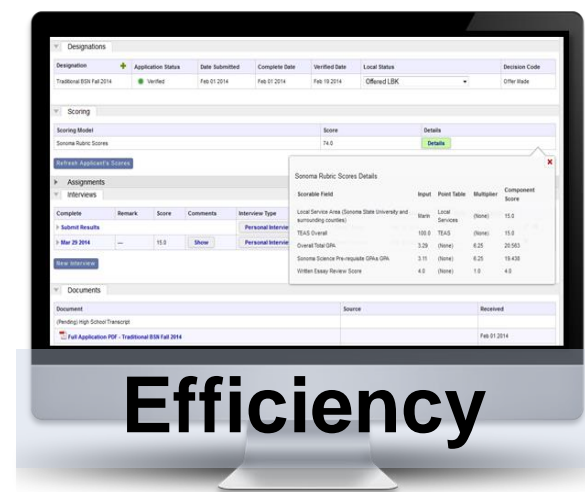 Designations
Designation Application Status Date Submitted Complete Date Verified Date Local Status Decision Code
Traditional BSN Fall 2014 Verified Feb 01 2014 Feb 01 2014 Feb 19 2014 Offered LBK Offer Made
Scoring
Scoring Model Score Details
Sonoma Rubric Scores 74.0 Details
Refresh Applicant's Scores
Assignments
Interviews
Complete Remark Score Comments Interview Type
Submit Results Personal Interview
Mar 29 2014 --- 15.0 Show Personal Interview
New Interview
Sonoma Rubric Scores Details
Scorable Field Input Point Table Multiplier Component Score
Local Service Area (Sonoma State University and surrounding counties) Marin Local Services (None) 15.0
TEAS Overall 100.0 TEAS (None) 15.0
Overall Total GPA 3.29 (None) 6.25 20.563
Sonoma Science Pre-requisite GPAs GPA 3.11 (None) 6.25 19.438
Written Essay Review Score 4.0 (None) 1.0 4.0
Documents
Document Source Received
(Pending) High School Transcript
Full Application PDF - Traditional BSN Fall 2014 Feb 01 2014
Efficiency